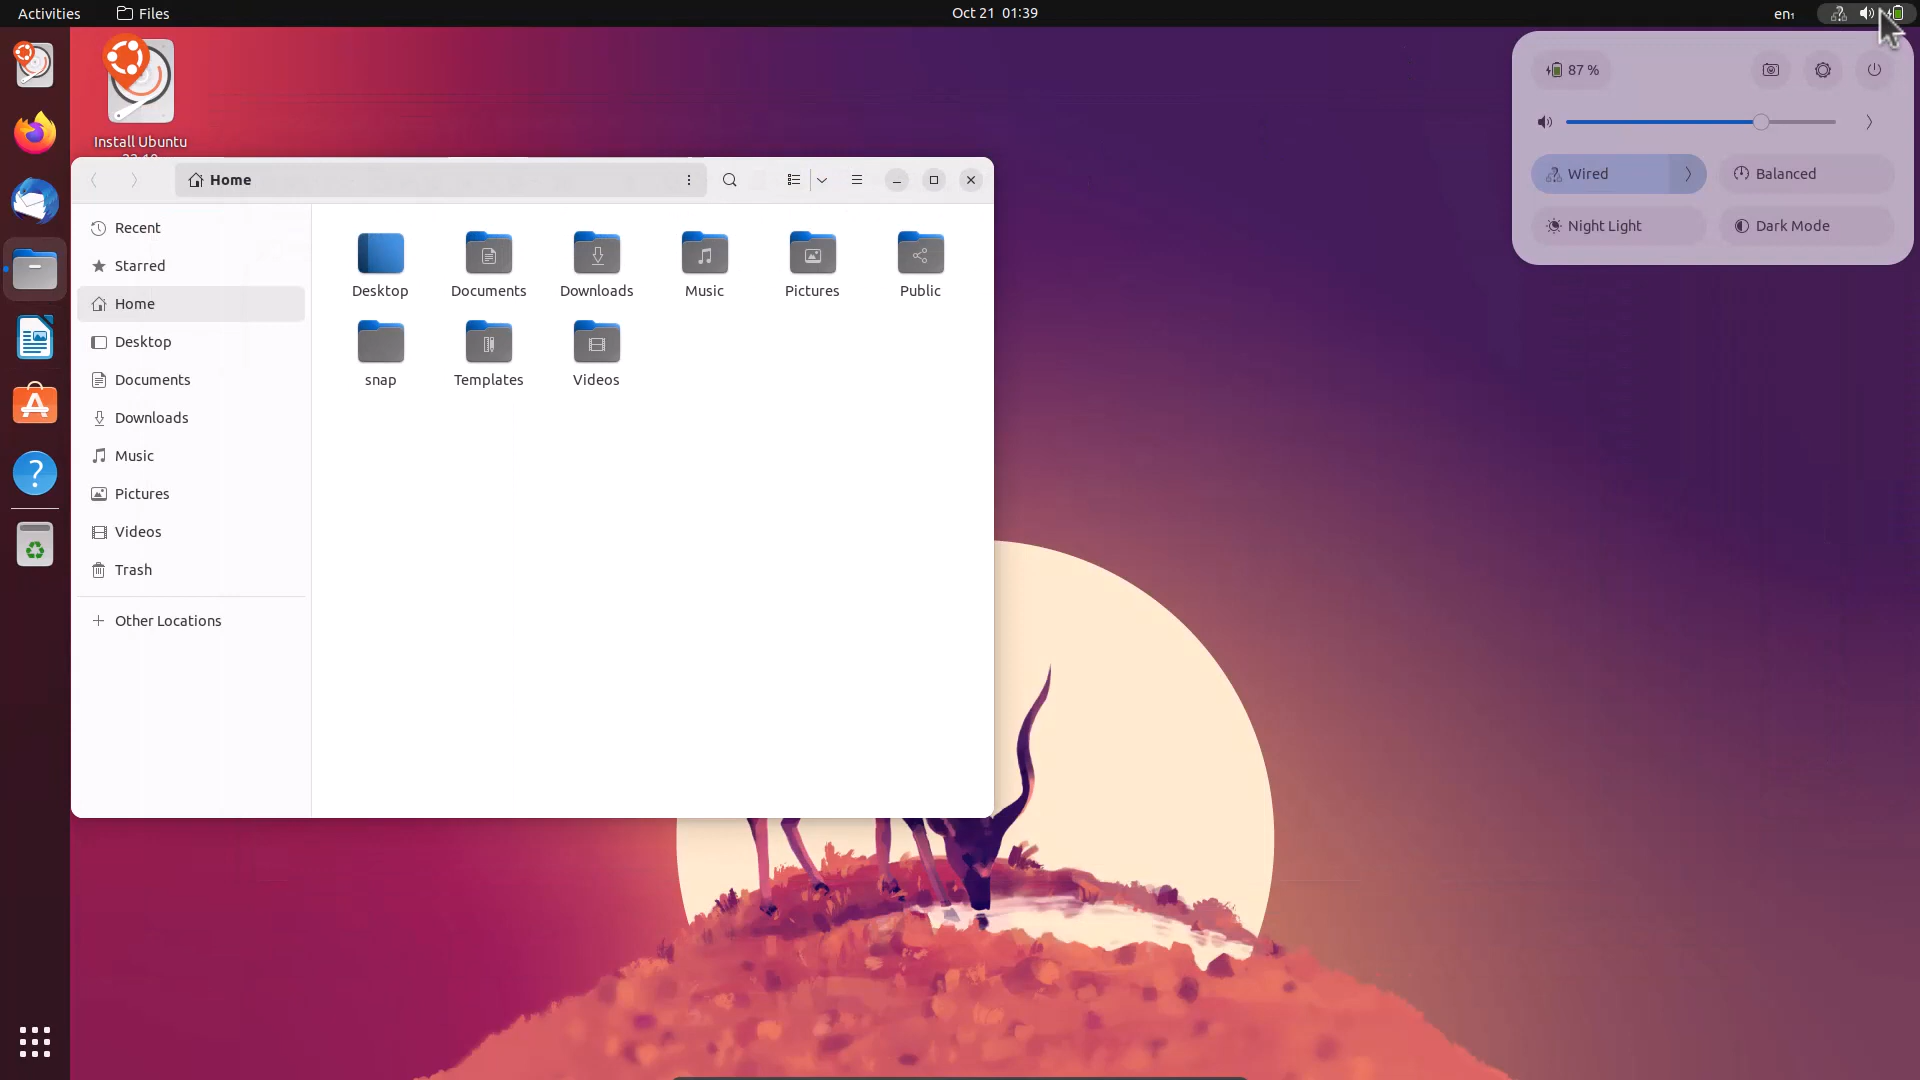 Activities
Files
Oct 21 01:39
en₁
87 %
Wired
Balanced
Night Light
Dark Mode
Install Ubuntu
Home
Recent
Starred
Home
Desktop
Documents
Downloads
Music
Pictures
Videos
Trash
Other Locations
Desktop
Documents
Downloads
Music
Pictures
Public
snap
Templates
Videos